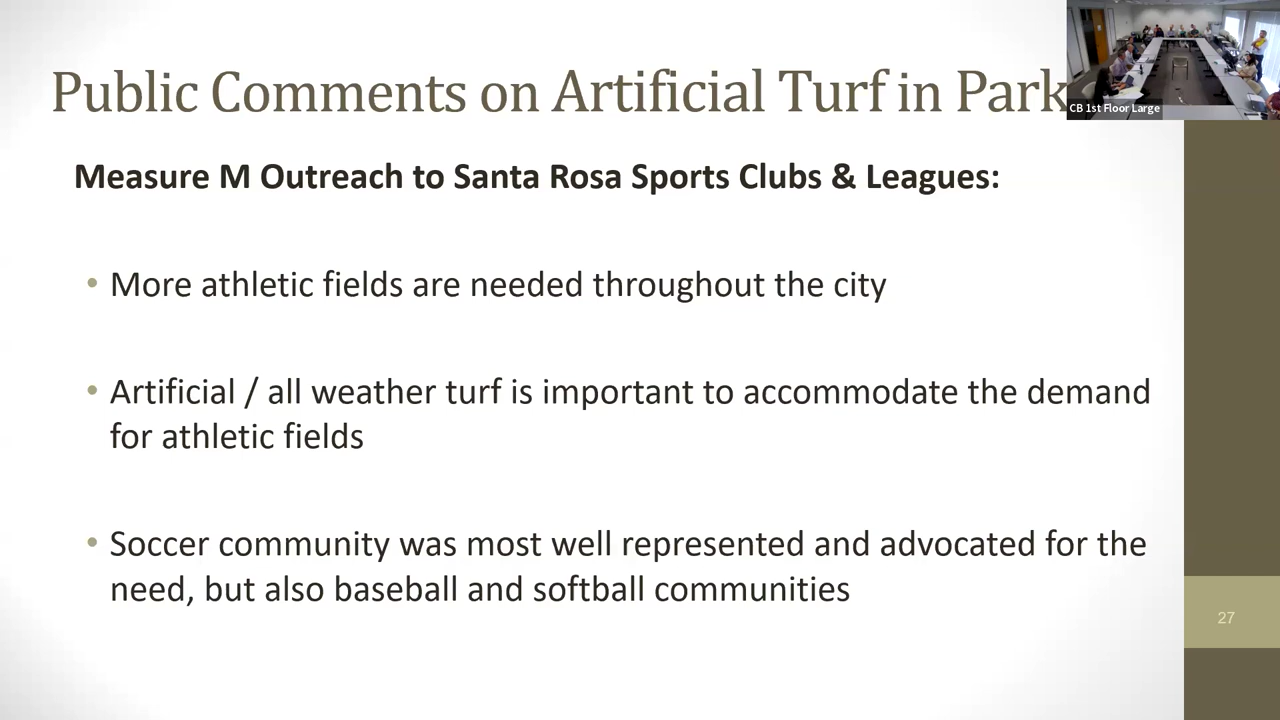 Public Comments on Artificial Turf in Park
CB 1st Floor Large
Measure M Outreach to Santa Rosa Sports Clubs & Leagues:
• More athletic fields are needed throughout the city
• Artificial / all weather turf is important to accommodate the demand
for athletic fields
• Soccer community was most well represented and advocated for the
need, but also baseball and softball communities
27